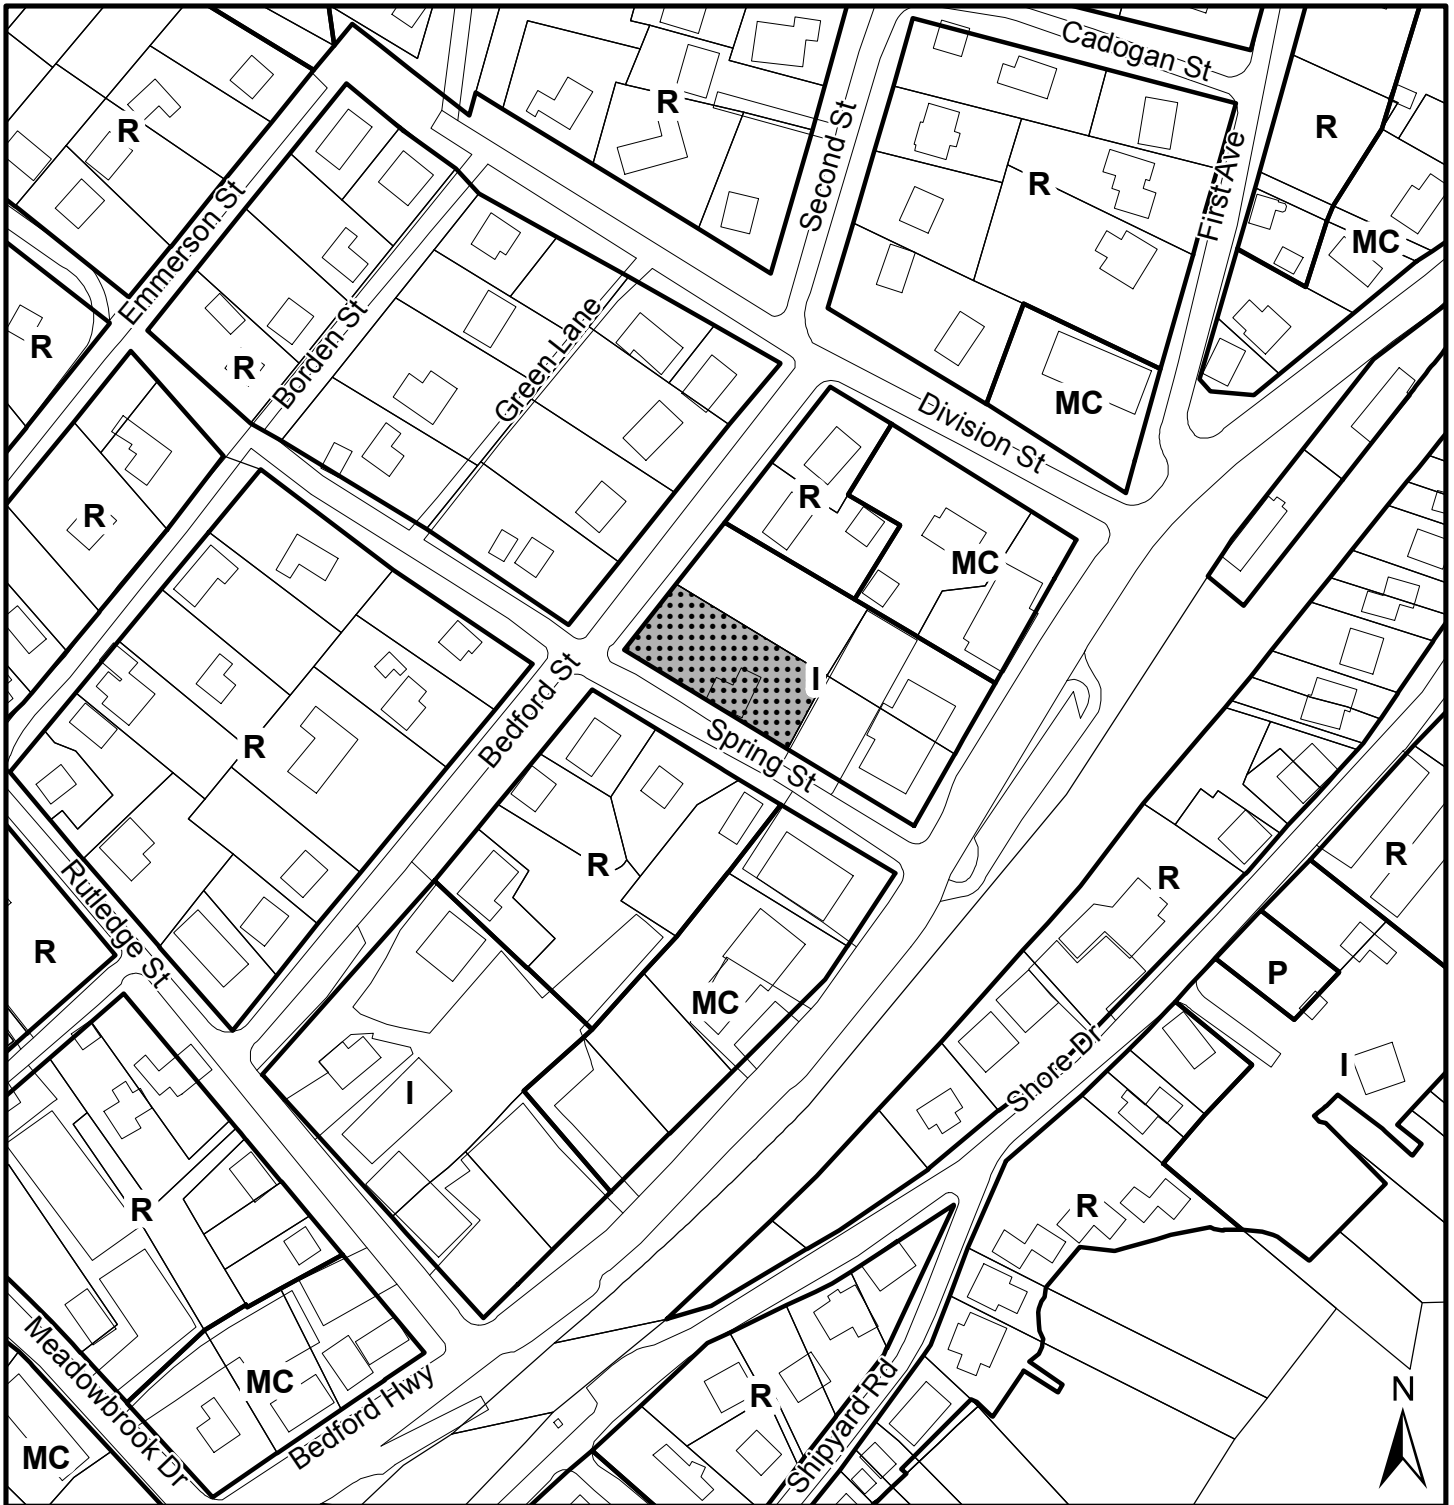 Cadogan St
R
R
R
Second St
R
First Ave
Emmerson St
MC
R
Borden St
R
Green Lane
MC
Division St
R
R
MC
I
Bedford St
Spring St
R
R
R
R
Rutledge St
R
P
MC
I
Shore Dr
I
R
R
Meadowbrook Dr
MC
R
N
Bedford Hwy
Shipyard Rd
MC